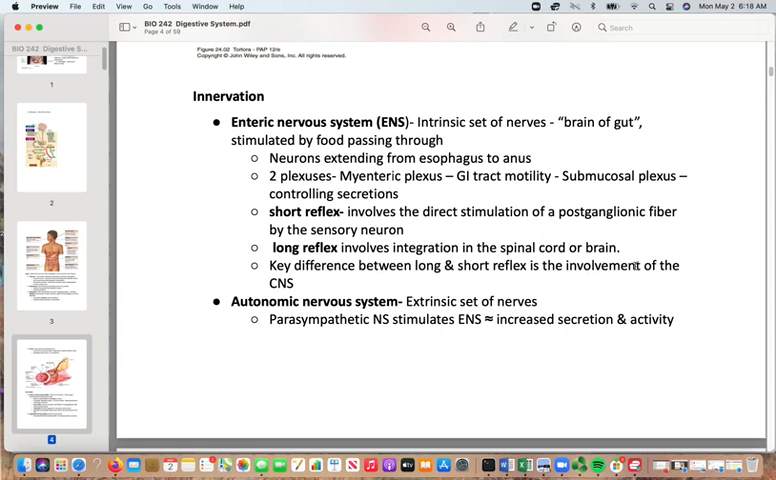 Preview File Edit View Go Tools Window Help
Mon May 2 6:18 AM
BIO 242 Digestive System.pdf
Page 4 of 59
Search
BIO 242 Digestive S...
1
2
3
4
Figure 24.02 Tortora - PAP 12/e
Copyright © John Wiley and Sons, Inc. All rights reserved.
Innervation
● Enteric nervous system (ENS)- Intrinsic set of nerves - “brain of gut”,
stimulated by food passing through
○ Neurons extending from esophagus to anus
○ 2 plexuses- Myenteric plexus – GI tract motility - Submucosal plexus –
controlling secretions
○ short reflex- involves the direct stimulation of a postganglionic fiber
by the sensory neuron
○ long reflex involves integration in the spinal cord or brain.
○ Key difference between long & short reflex is the involvement of the
CNS
● Autonomic nervous system- Extrinsic set of nerves
○ Parasympathetic NS stimulates ENS ≈ increased secretion & activity